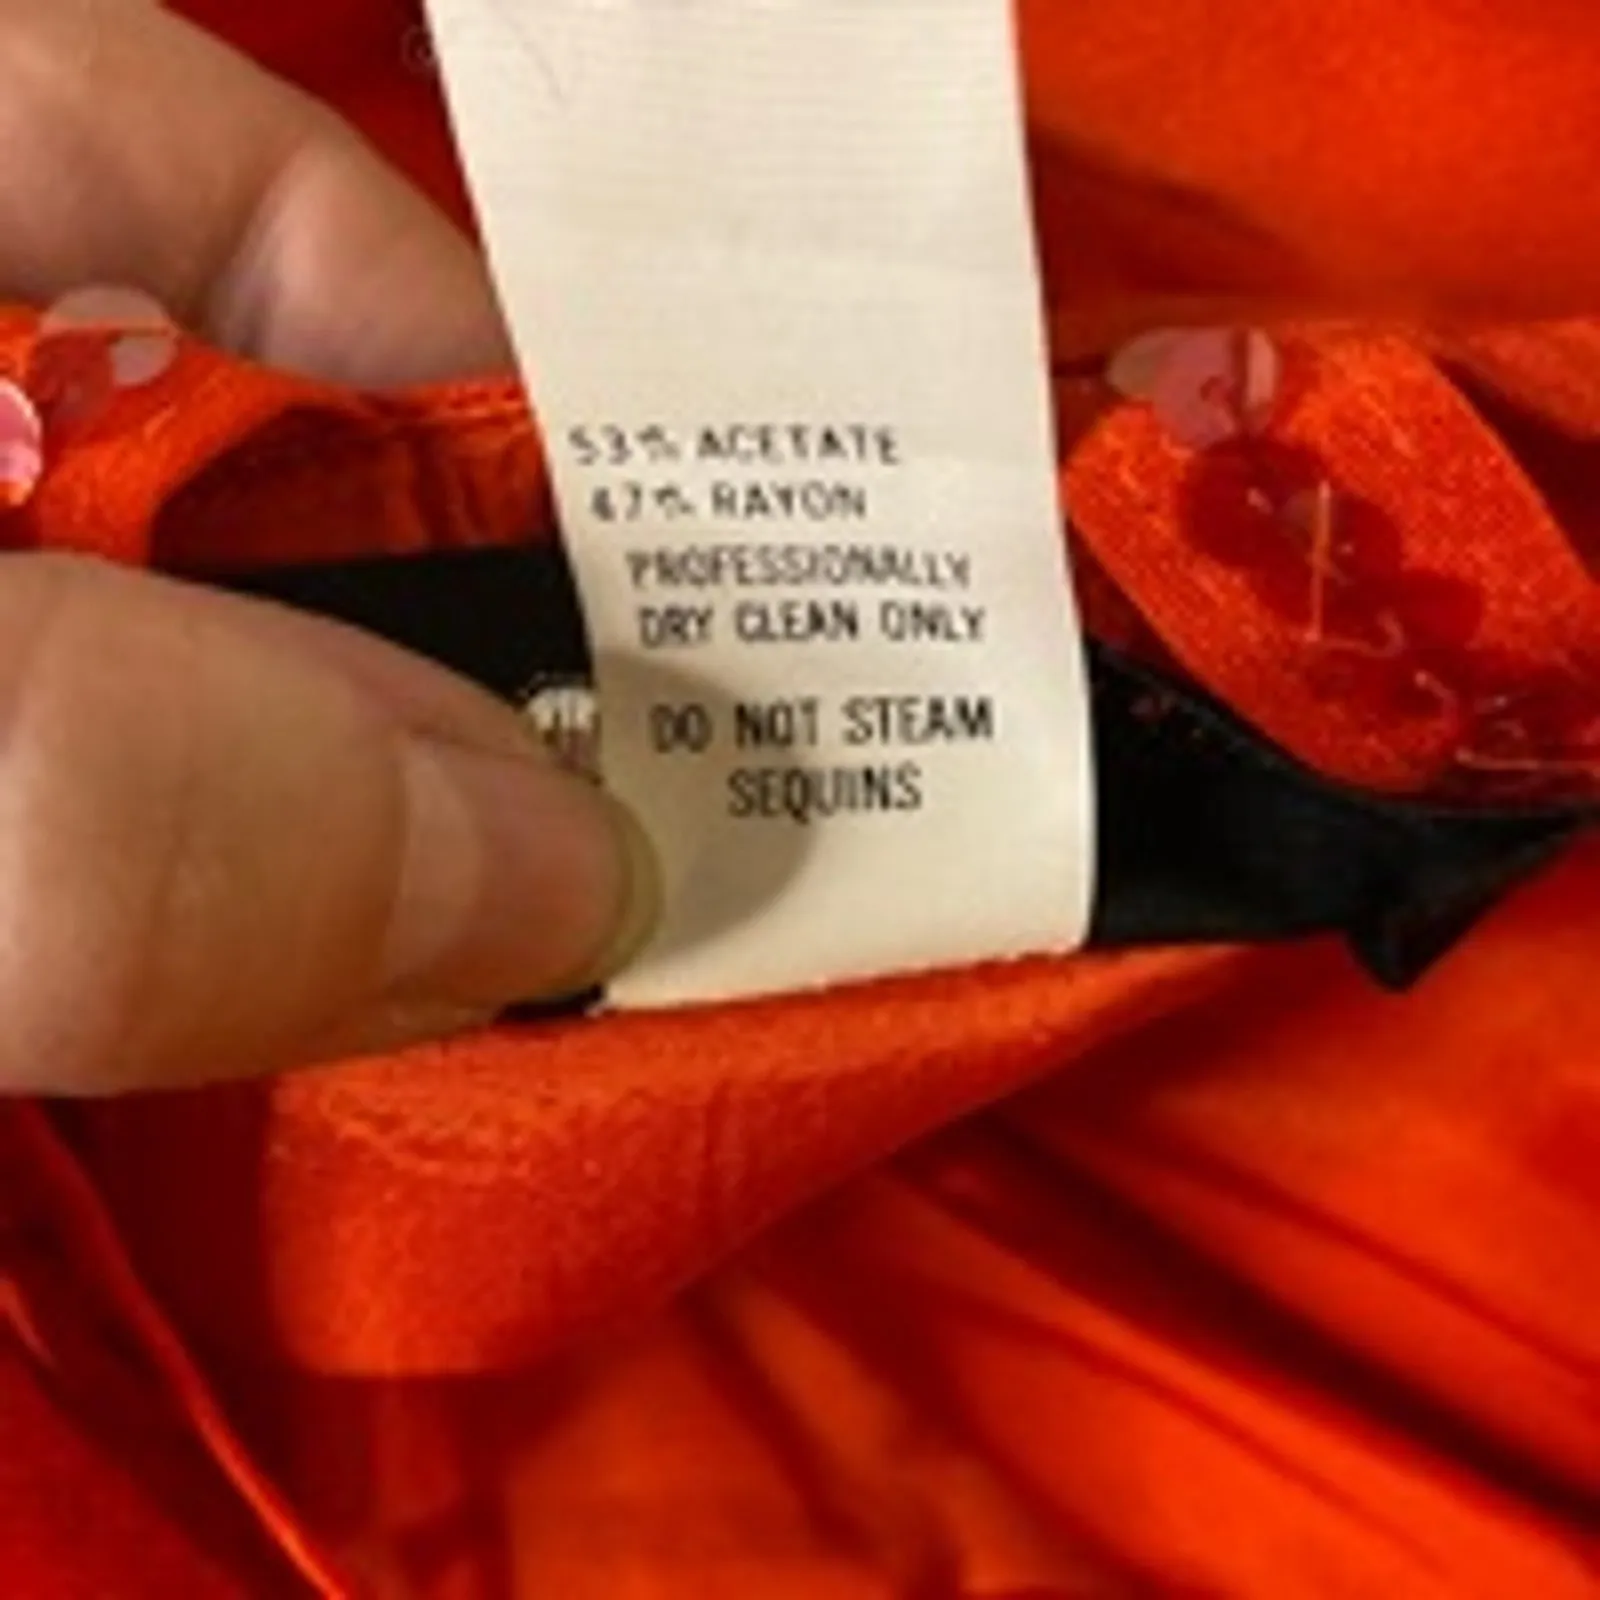 53% ACETATE
47% RAYON
PROFESSIONALLY
DRY CLEAN ONLY
DO NOT STEAM
SEQUINS